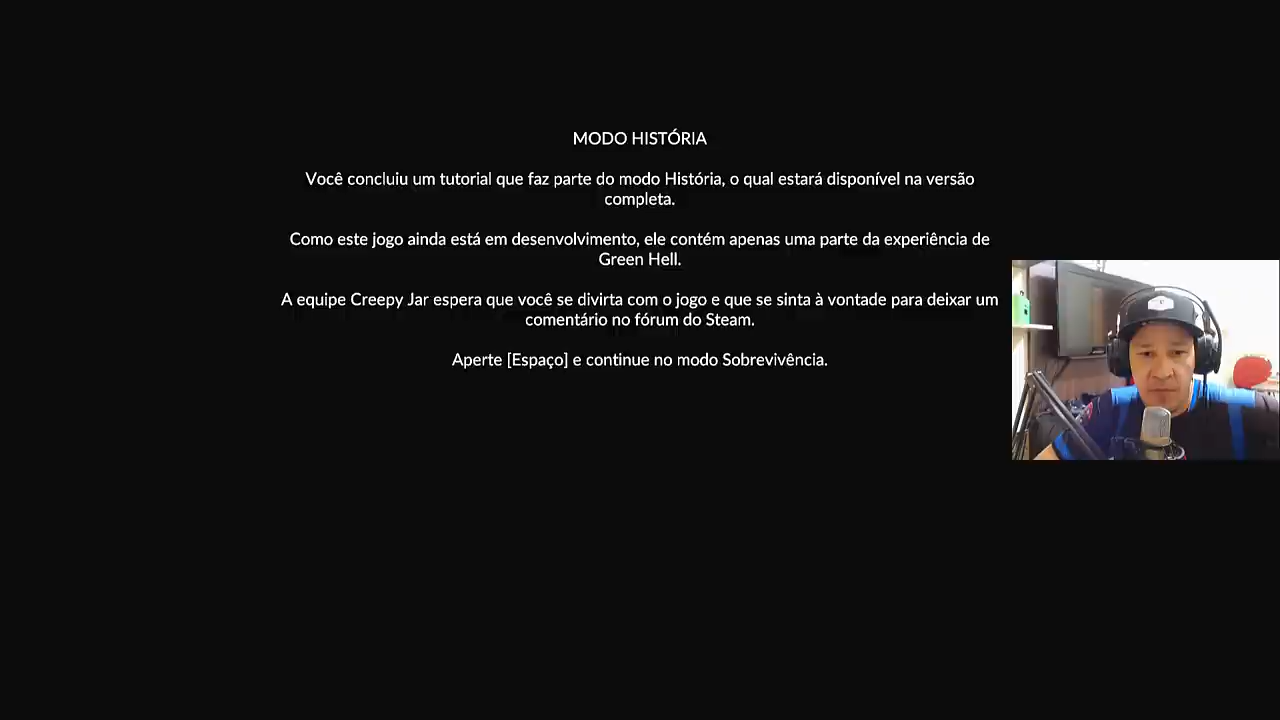 MODO HISTÓRIA
Você concluiu um tutorial que faz parte do modo História, o qual estará disponível na versão
completa.
Como este jogo ainda está em desenvolvimento, ele contém apenas uma parte da experiência de
Green Hell.
A equipe Creepy Jar espera que você se divirta com o jogo e que se sinta à vontade para deixar um
comentário no fórum do Steam.
Aperte [Espaço] e continue no modo Sobrevivência.